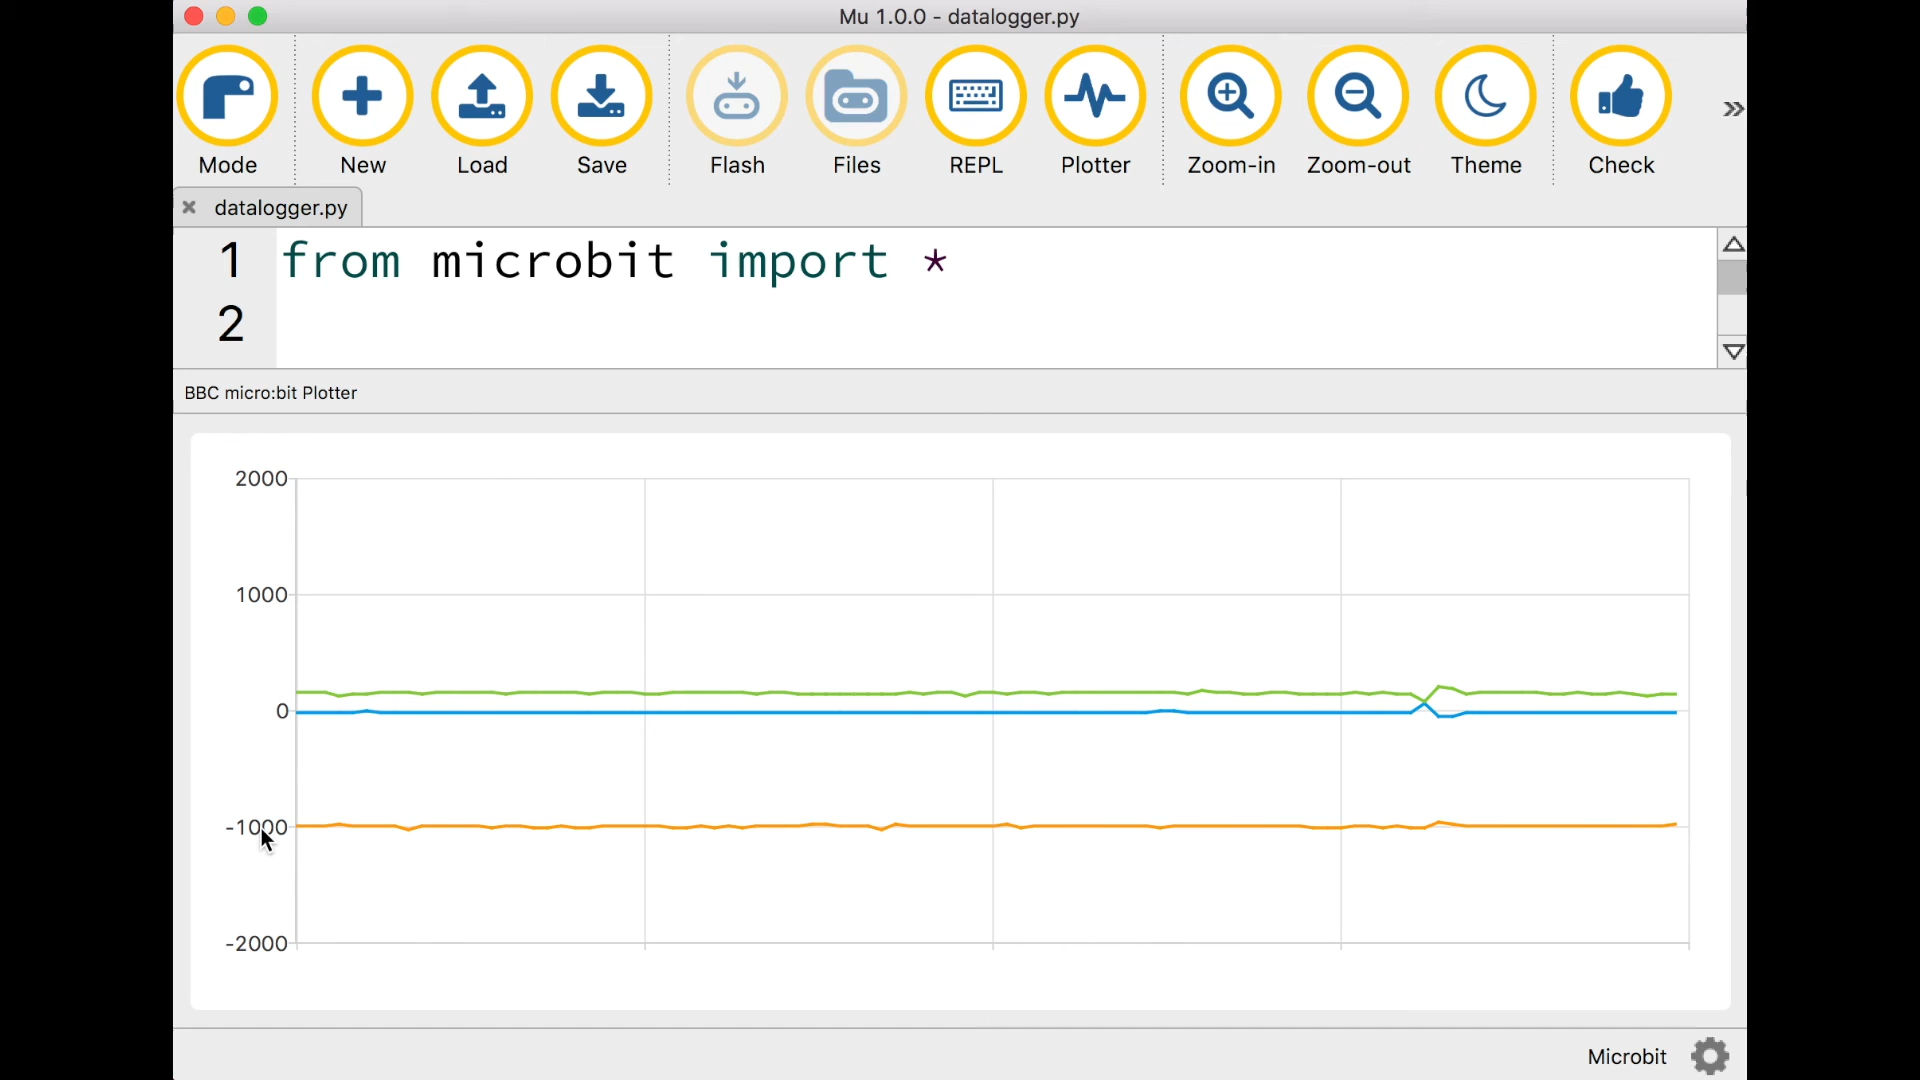 Mu 1.0.0 - datalogger.py
Mode New Load Save Flash Files REPL Plotter Zoom-in Zoom-out Theme Check
datalogger.py
1 from microbit import *
2
BBC micro:bit Plotter
2000
1000
0
-1000
-2000
Microbit